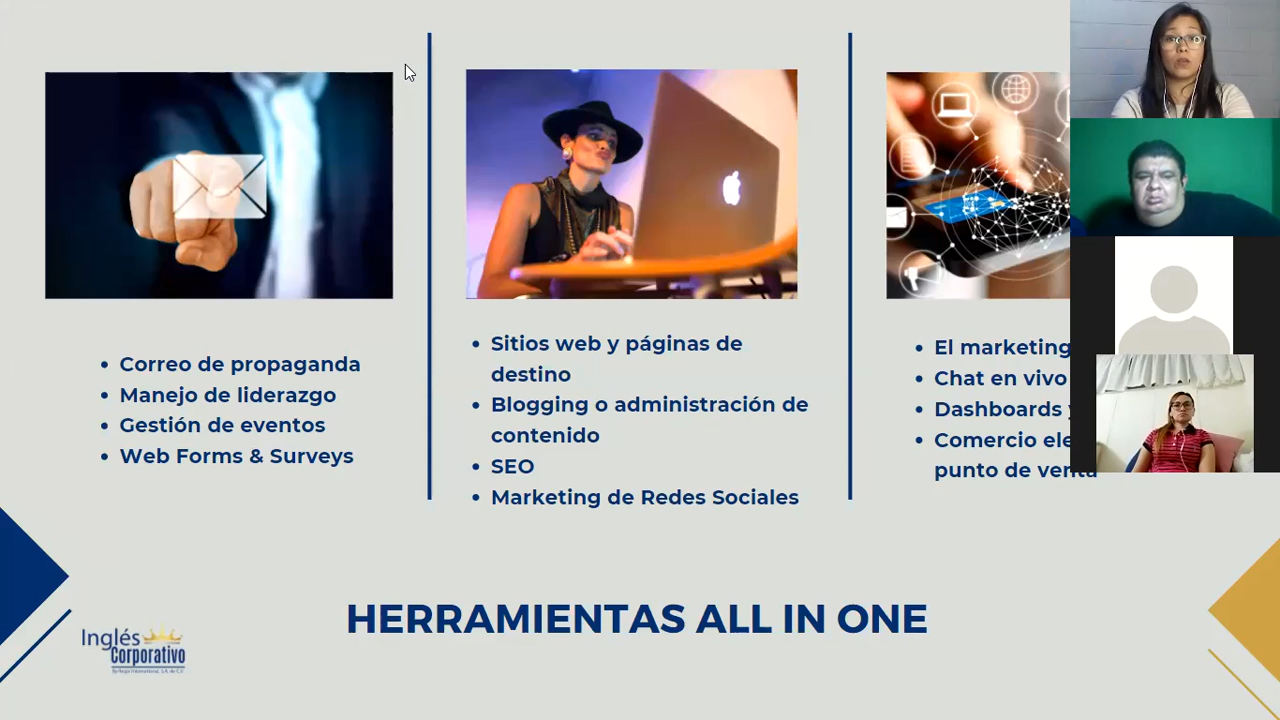 Correo de propaganda
Manejo de liderazgo
Gestión de eventos
Web Forms & Surveys
Sitios web y páginas de
destino
Blogging o administración de
contenido
SEO
Marketing de Redes Sociales
El marketing
Chat en vivo
Dashboards
Comercio ele
punto de venta
HERRAMIENTAS ALL IN ONE
Inglés
Corporativo